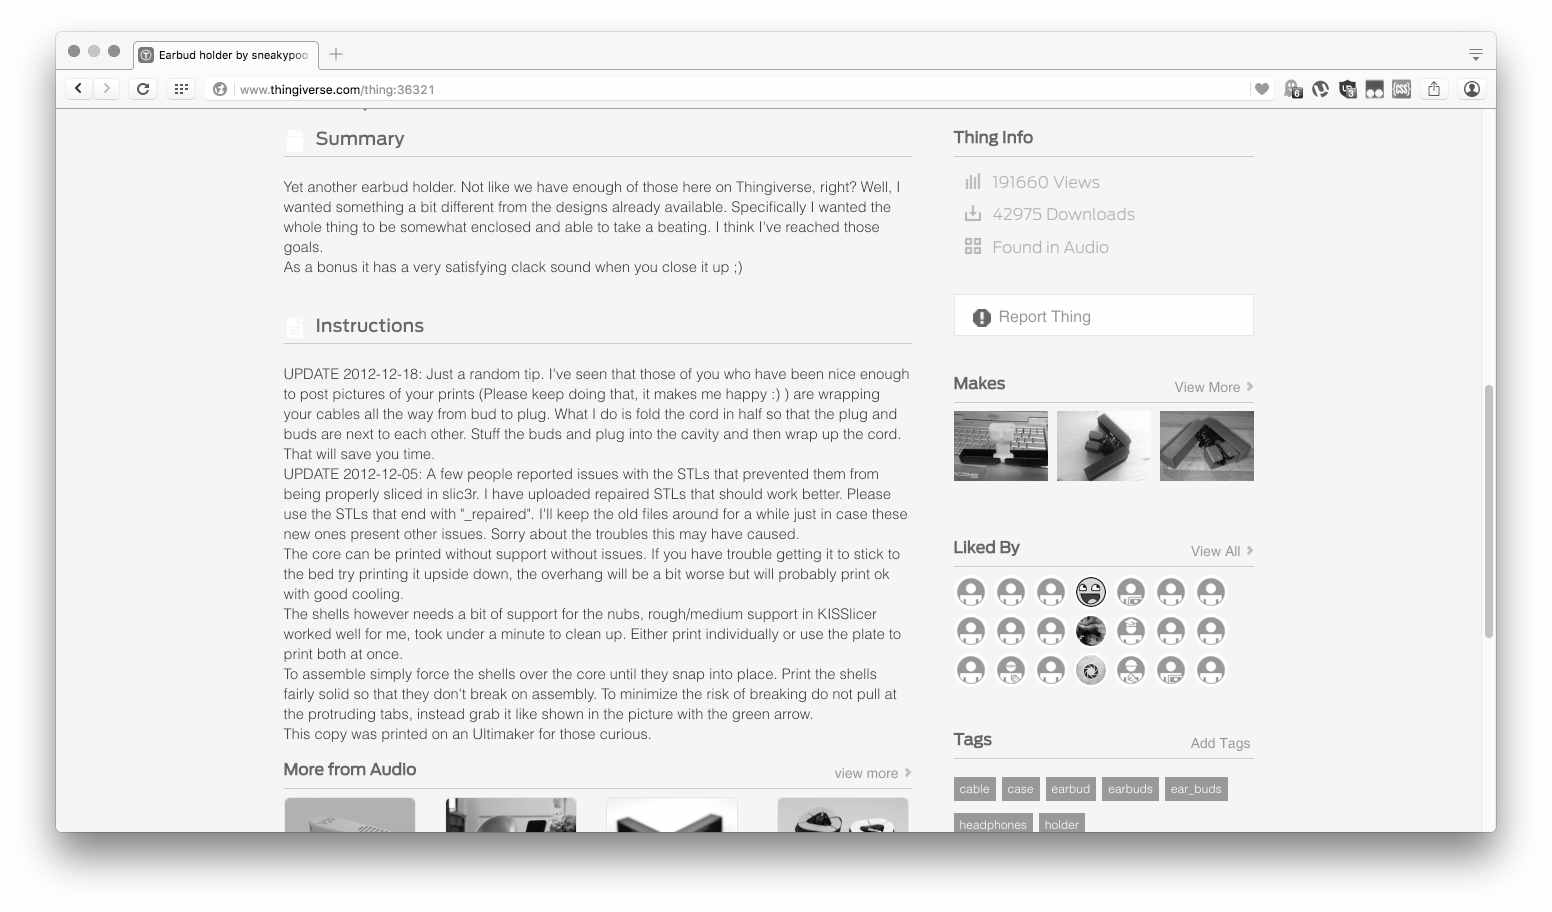 Earbud holder by sneakypoo
www.thingiverse.com/thing:36321
6
3
{CSS}
Summary
Yet another earbud holder. Not like we have enough of those here on Thingiverse, right? Well, I
wanted something a bit different from the designs already available. Specifically I wanted the
whole thing to be somewhat enclosed and able to take a beating. I think I've reached those
goals.
As a bonus it has a very satisfying clack sound when you close it up ;)
Instructions
UPDATE 2012-12-18: Just a random tip. I've seen that those of you who have been nice enough
to post pictures of your prints (Please keep doing that, it makes me happy :) ) are wrapping
your cables all the way from bud to plug. What I do is fold the cord in half so that the plug and
buds are next to each other. Stuff the buds and plug into the cavity and then wrap up the cord.
That will save you time.
UPDATE 2012-12-05: A few people reported issues with the STLs that prevented them from
being properly sliced in slic3r. I have uploaded repaired STLs that should work better. Please
use the STLs that end with "_repaired". I'll keep the old files around for a while just in case these
new ones present other issues. Sorry about the troubles this may have caused.
The core can be printed without support without issues. If you have trouble getting it to stick to
the bed try printing it upside down, the overhang will be a bit worse but will probably print ok
with good cooling.
The shells however needs a bit of support for the nubs, rough/medium support in KISSlicer
worked well for me, took under a minute to clean up. Either print individually or use the plate to
print both at once.
To assemble simply force the shells over the core until they snap into place. Print the shells
fairly solid so that they don't break on assembly. To minimize the risk of breaking do not pull at
the protruding tabs, instead grab it like shown in the picture with the green arrow.
This copy was printed on an Ultimaker for those curious.
More from Audio
view more
Thing Info
191660 Views
42975 Downloads
Found in Audio
Report Thing
Makes
View More
Liked By
View All
Tags
Add Tags
cable case earbud earbuds ear_buds
headphones holder